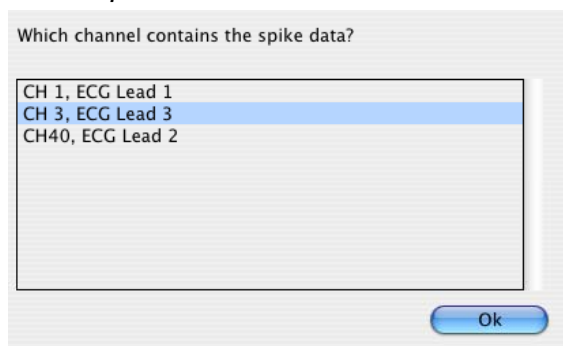 Which channel contains the spike data?
CH 1, ECG Lead 1
CH 3, ECG Lead 3
CH40, ECG Lead 2
Ok